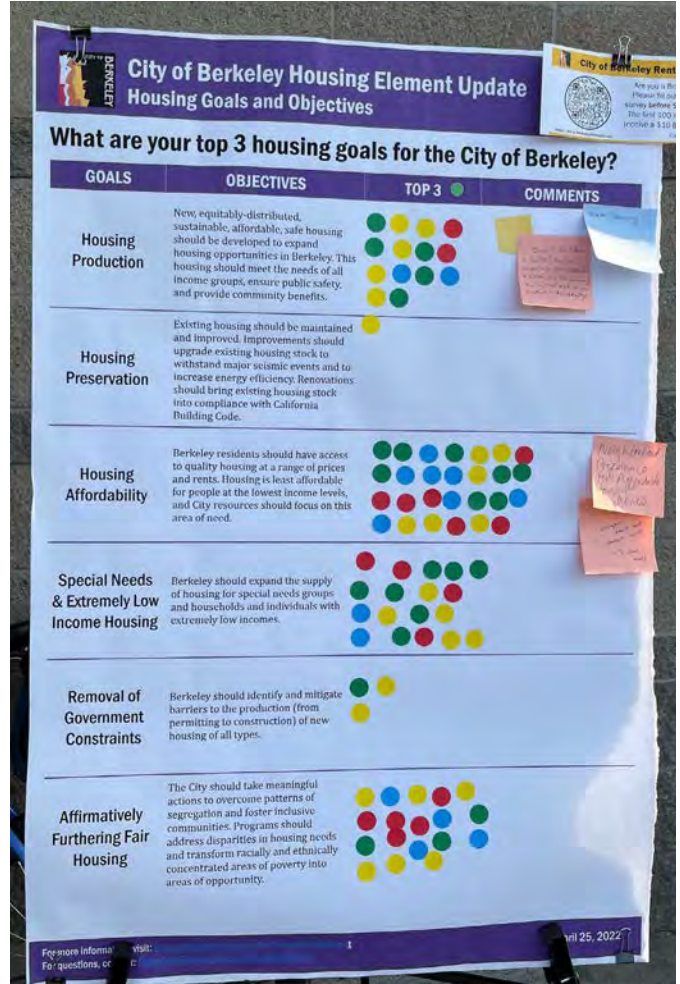 CITY OF
BERKELEY
City of Berkeley Housing Element Update
Housing Goals and Objectives
City of Berkeley Rent
survey before
What are your top 3 housing goals for the City of Berkeley?
GOALS
OBJECTIVES
TOP 3
COMMENTS
Housing
Production
New, equitably-distributed,
sustainable, affordable, safe housing
should be developed to expand
housing opportunities in Berkeley. This
housing should meet the needs of all
income groups, ensure public safety,
and provide community benefits.
Housing
Preservation
Existing housing should be maintained
and improved. Improvements should
upgrade existing housing stock to
withstand major seismic events and to
increase energy efficiency. Renovations
should bring existing housing stock
into compliance with California
Building Code.
Housing
Affordability
Berkeley residents should have access
to quality housing at a range of prices
and rents. Housing is least affordable
for people at the lowest income levels,
and City resources should focus on this
area of need.
Special Needs
& Extremely Low
Income Housing
Berkeley should expand the supply
of housing for special needs groups
and households and individuals with
extremely low incomes.
Removal of
Government
Constraints
Berkeley should identify and mitigate
barriers to the production (from
permitting to construction) of new
housing of all types.
Affirmatively
Furthering Fair
Housing
The City should take meaningful
actions to overcome patterns of
segregation and foster inclusive
communities. Programs should
address disparities in housing needs
and transform racially and ethnically
concentrated areas of poverty into
areas of opportunity.
For more visit:
For questions,
1
25, 2022